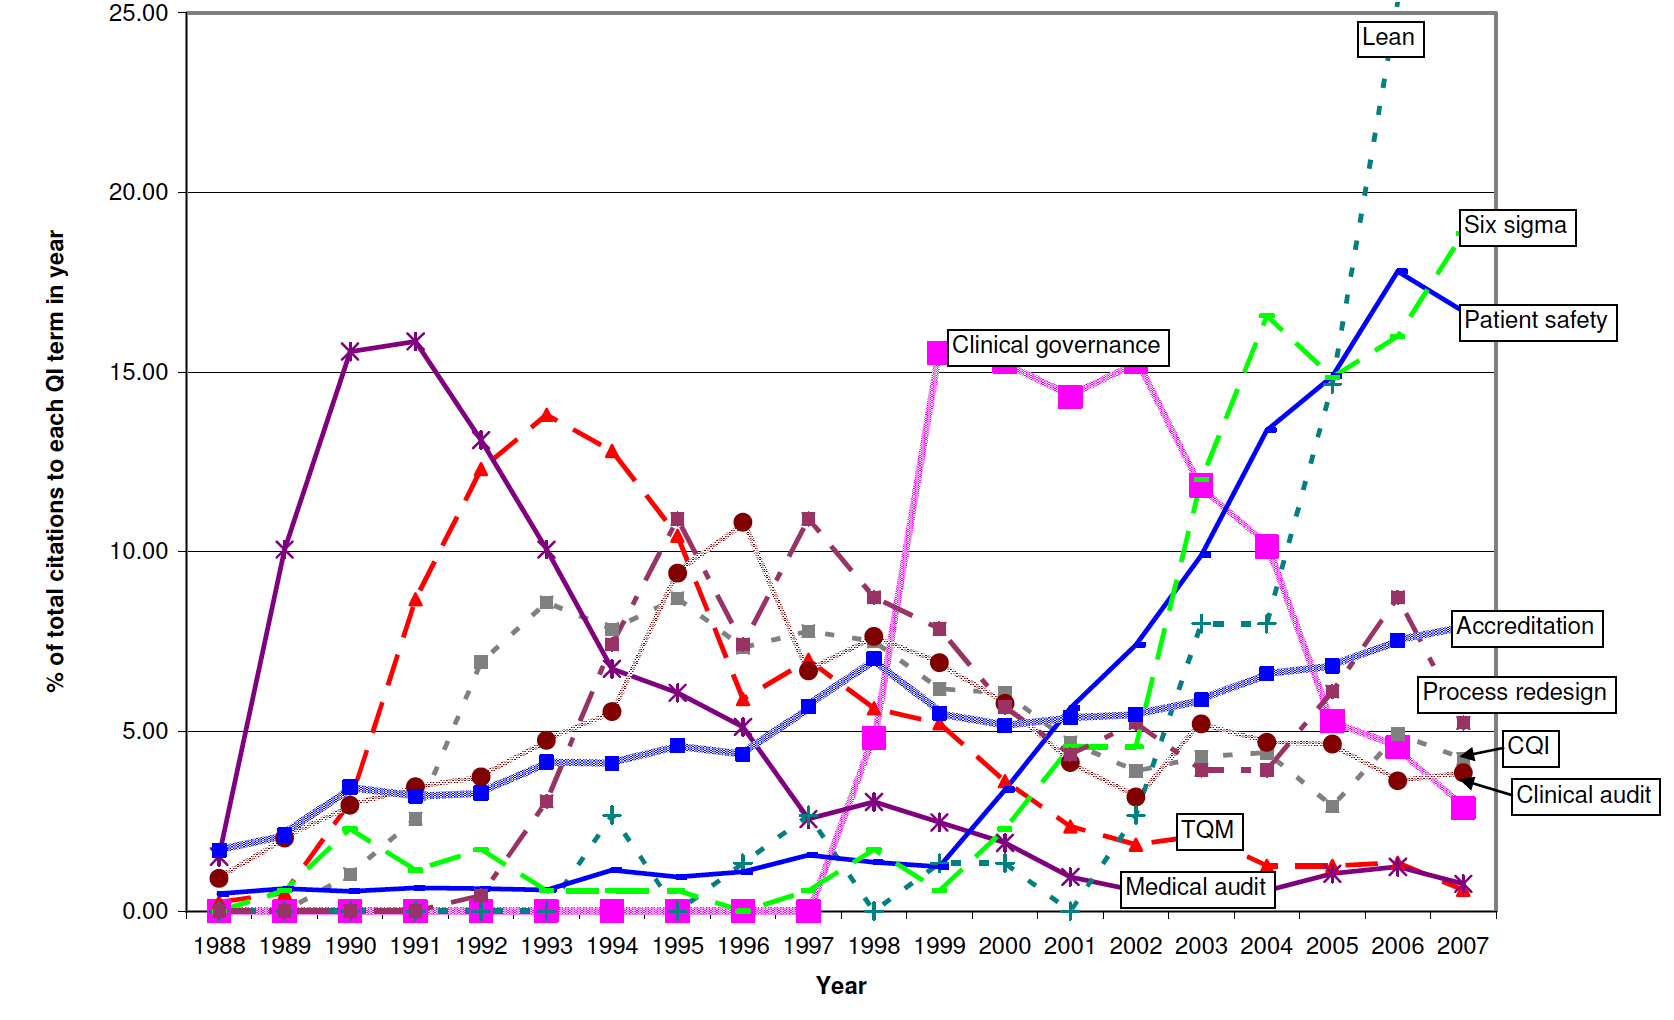 25.00
Lean
20.00
Six sigma
Patient safety
Clinical governance
15.00
10.00
Accreditation
Process redesign
5.00
CQI
Clinical audit
TQM
Medical audit
0.00
% of total citations to each QI term in year
1988 1989 1990 1991 1992 1993 1994 1995 1996 1997 1998 1999 2000 2001 2002 2003 2004 2005 2006 2007
Year